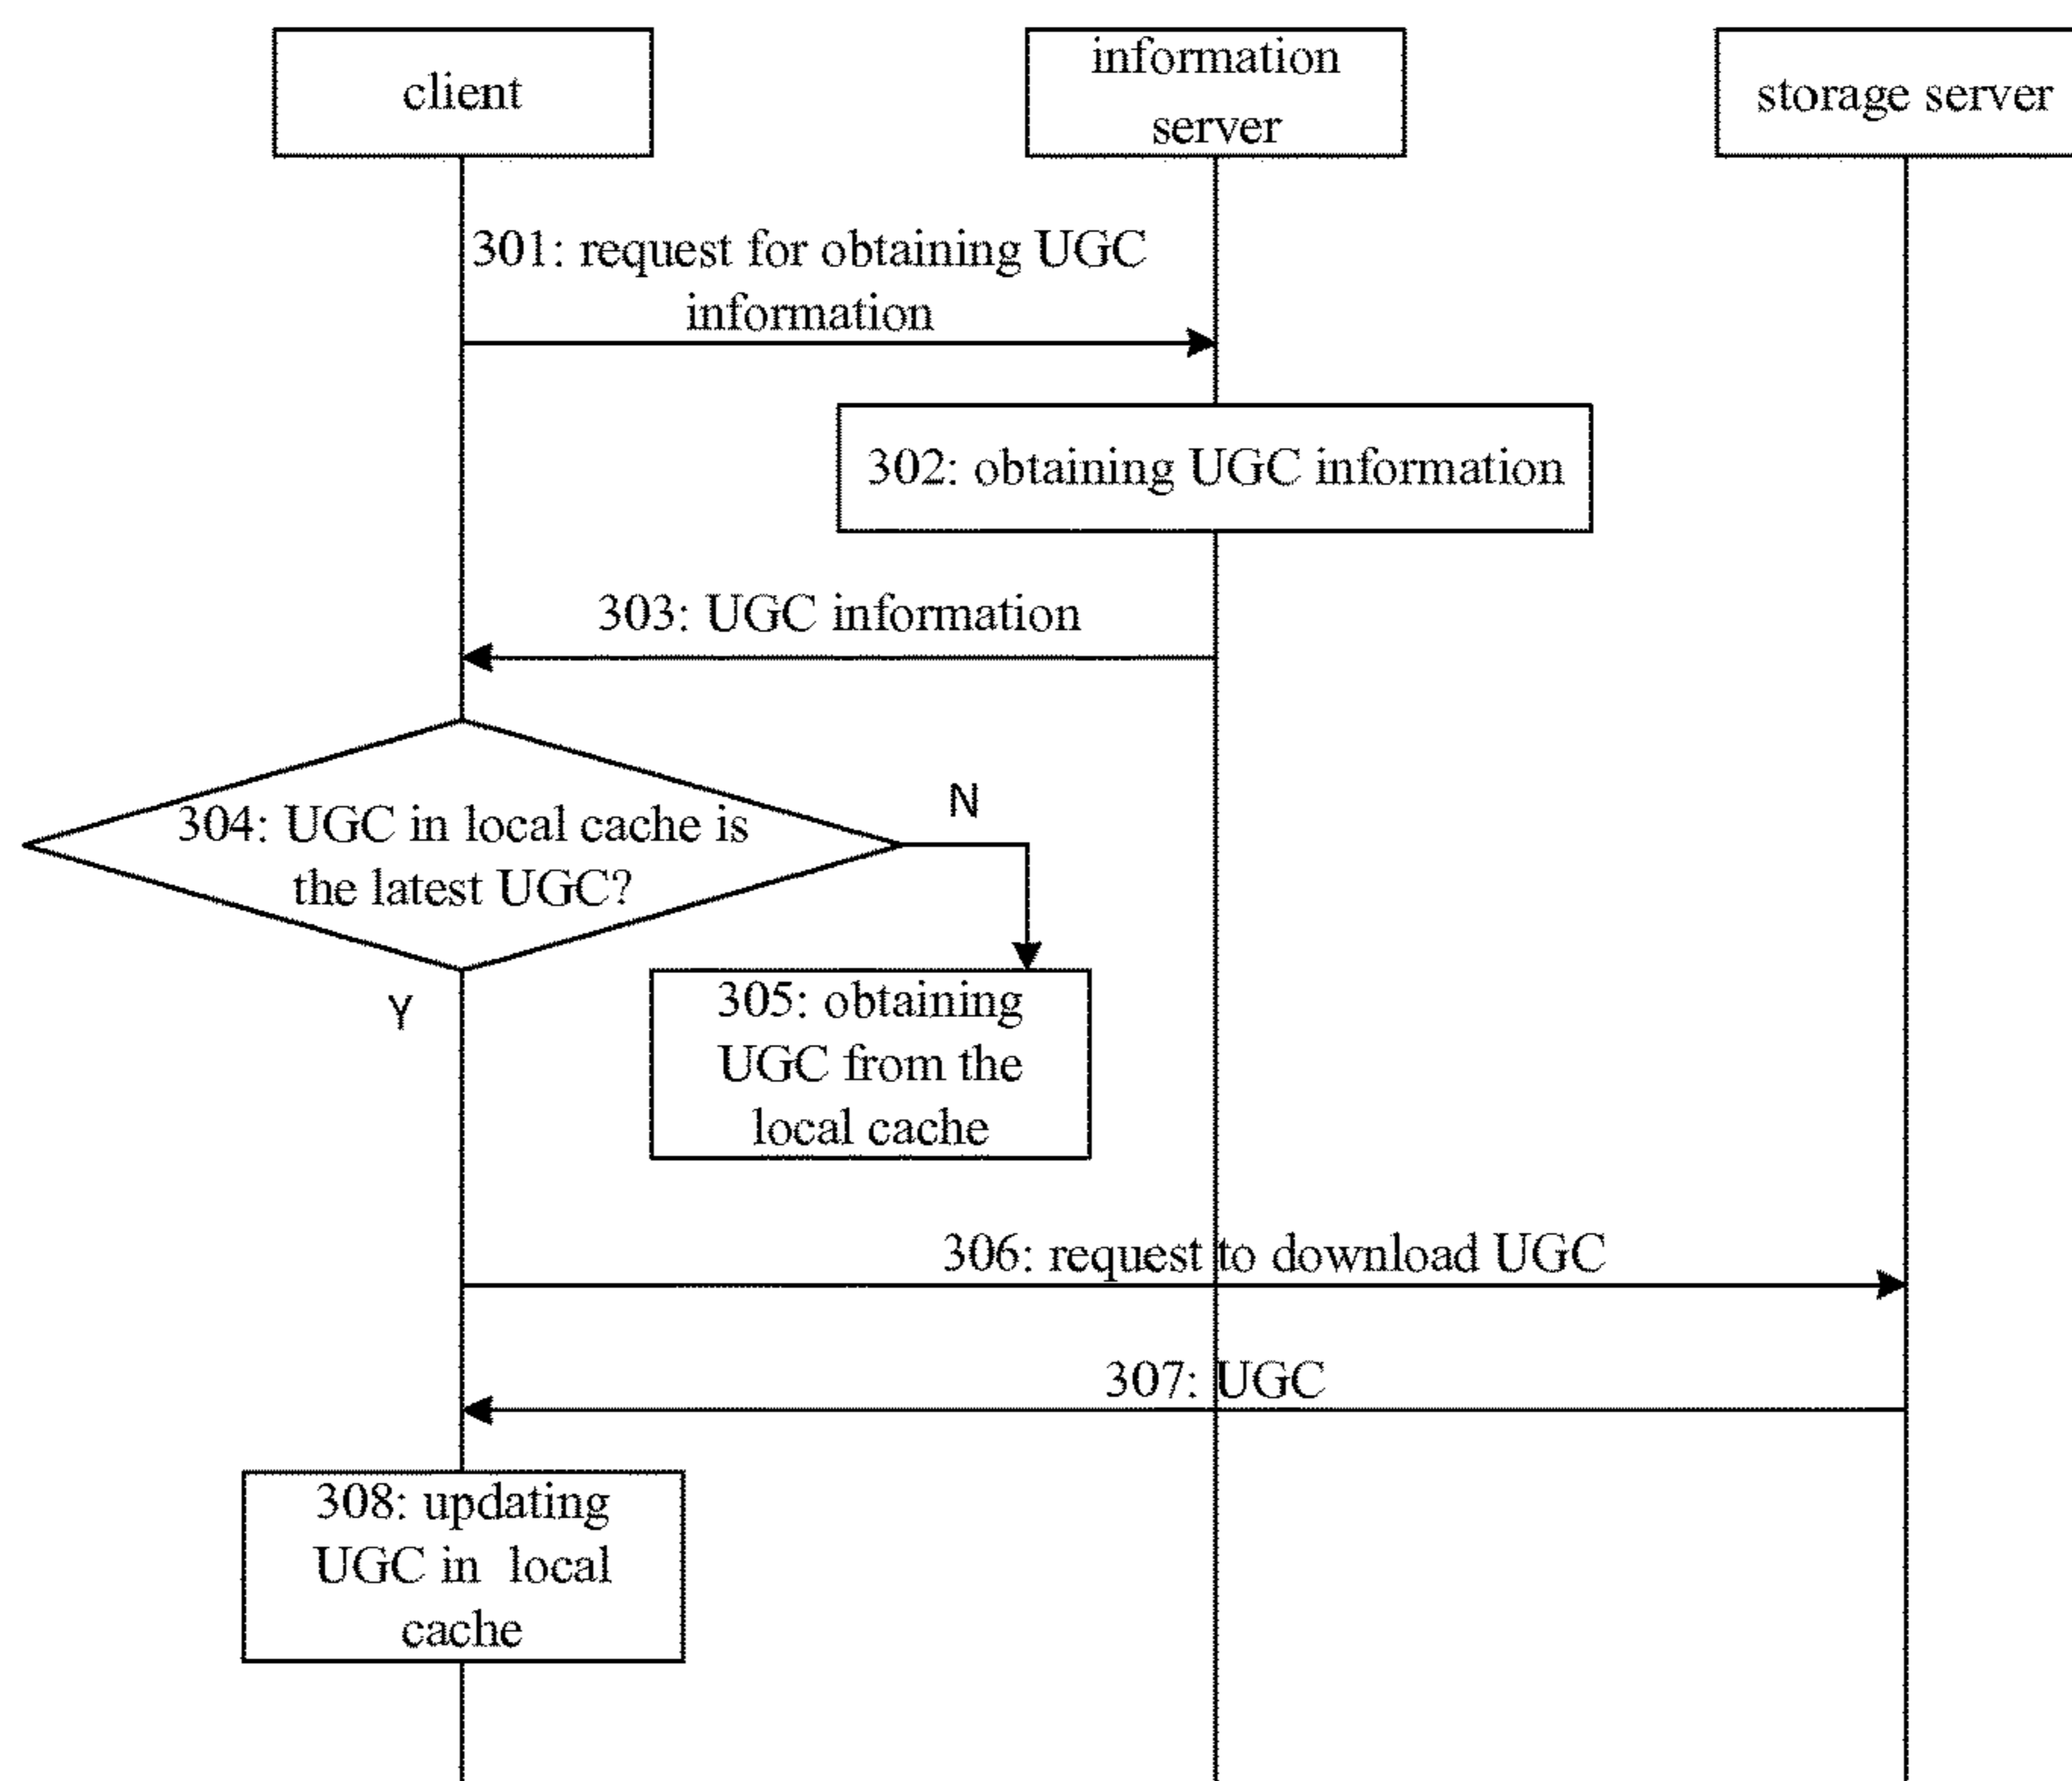 client
information
server
storage server
301: request for obtaining UGC
information
302: obtaining UGC information
303: UGC information
304: UGC in local cache is
the latest UGC?
N
Y
305: obtaining
UGC from the
local cache
306: request to download UGC
307: UGC
308: updating
UGC in local
cache